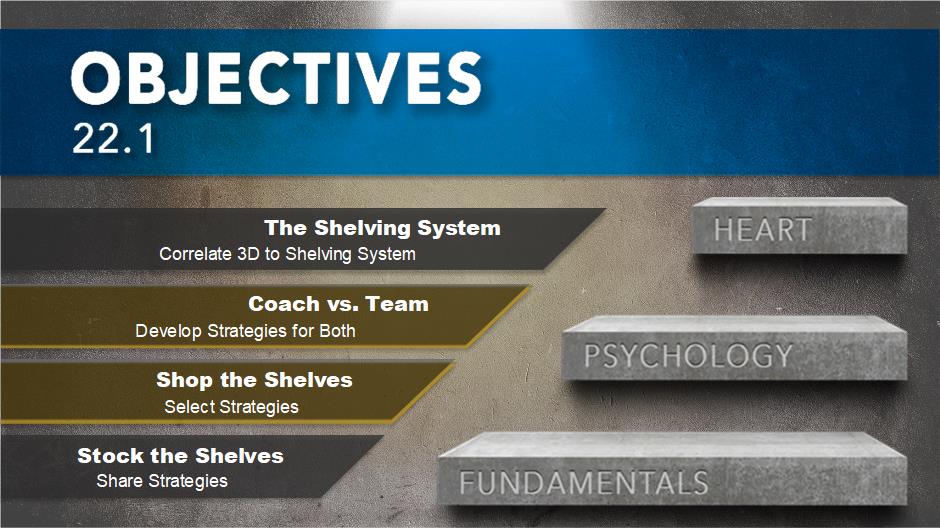 OBJECTIVES
22.1
The Shelving System
Correlate 3D to Shelving System
Coach vs. Team
Develop Strategies for Both
Shop the Shelves
Select Strategies
Stock the Shelves
Share Strategies
HEART
PSYCHOLOGY
FUNDAMENTALS